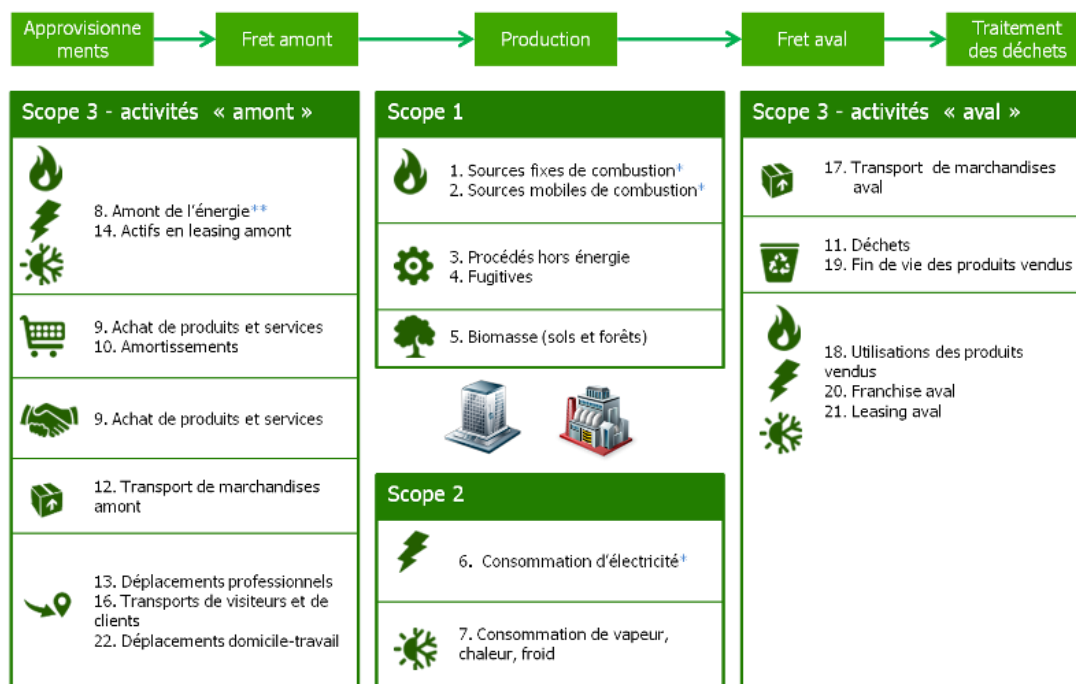 Approvisionne
ments
Fret amont
Production
Fret aval
Traitement
des déchets
Scope 3 - activités « amont »
8. Amont de l'énergie**
14. Actifs en leasing amont
9. Achat de produits et services
10. Amortissements
9. Achat de produits et services
12. Transport de marchandises
amont
13. Déplacements professionnels
16. Transports de visiteurs et de
clients
22. Déplacements domicile-travail
Scope 1
1. Sources fixes de combustion*
2. Sources mobiles de combustion*
3. Procédés hors énergie
4. Fugitives
5. Biomasse (sols et forêts)
Scope 2
6. Consommation d'électricité*
7. Consommation de vapeur,
chaleur, froid
Scope 3 - activités « aval »
17. Transport de marchandises
aval
11. Déchets
19. Fin de vie des produits vendus
18. Utilisations des produits
vendus
20. Franchise aval
21. Leasing aval